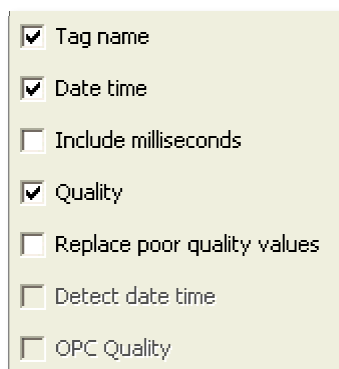 Tag name
Date time
Include milliseconds
Quality
Replace poor quality values
Detect date time
OPC Quality